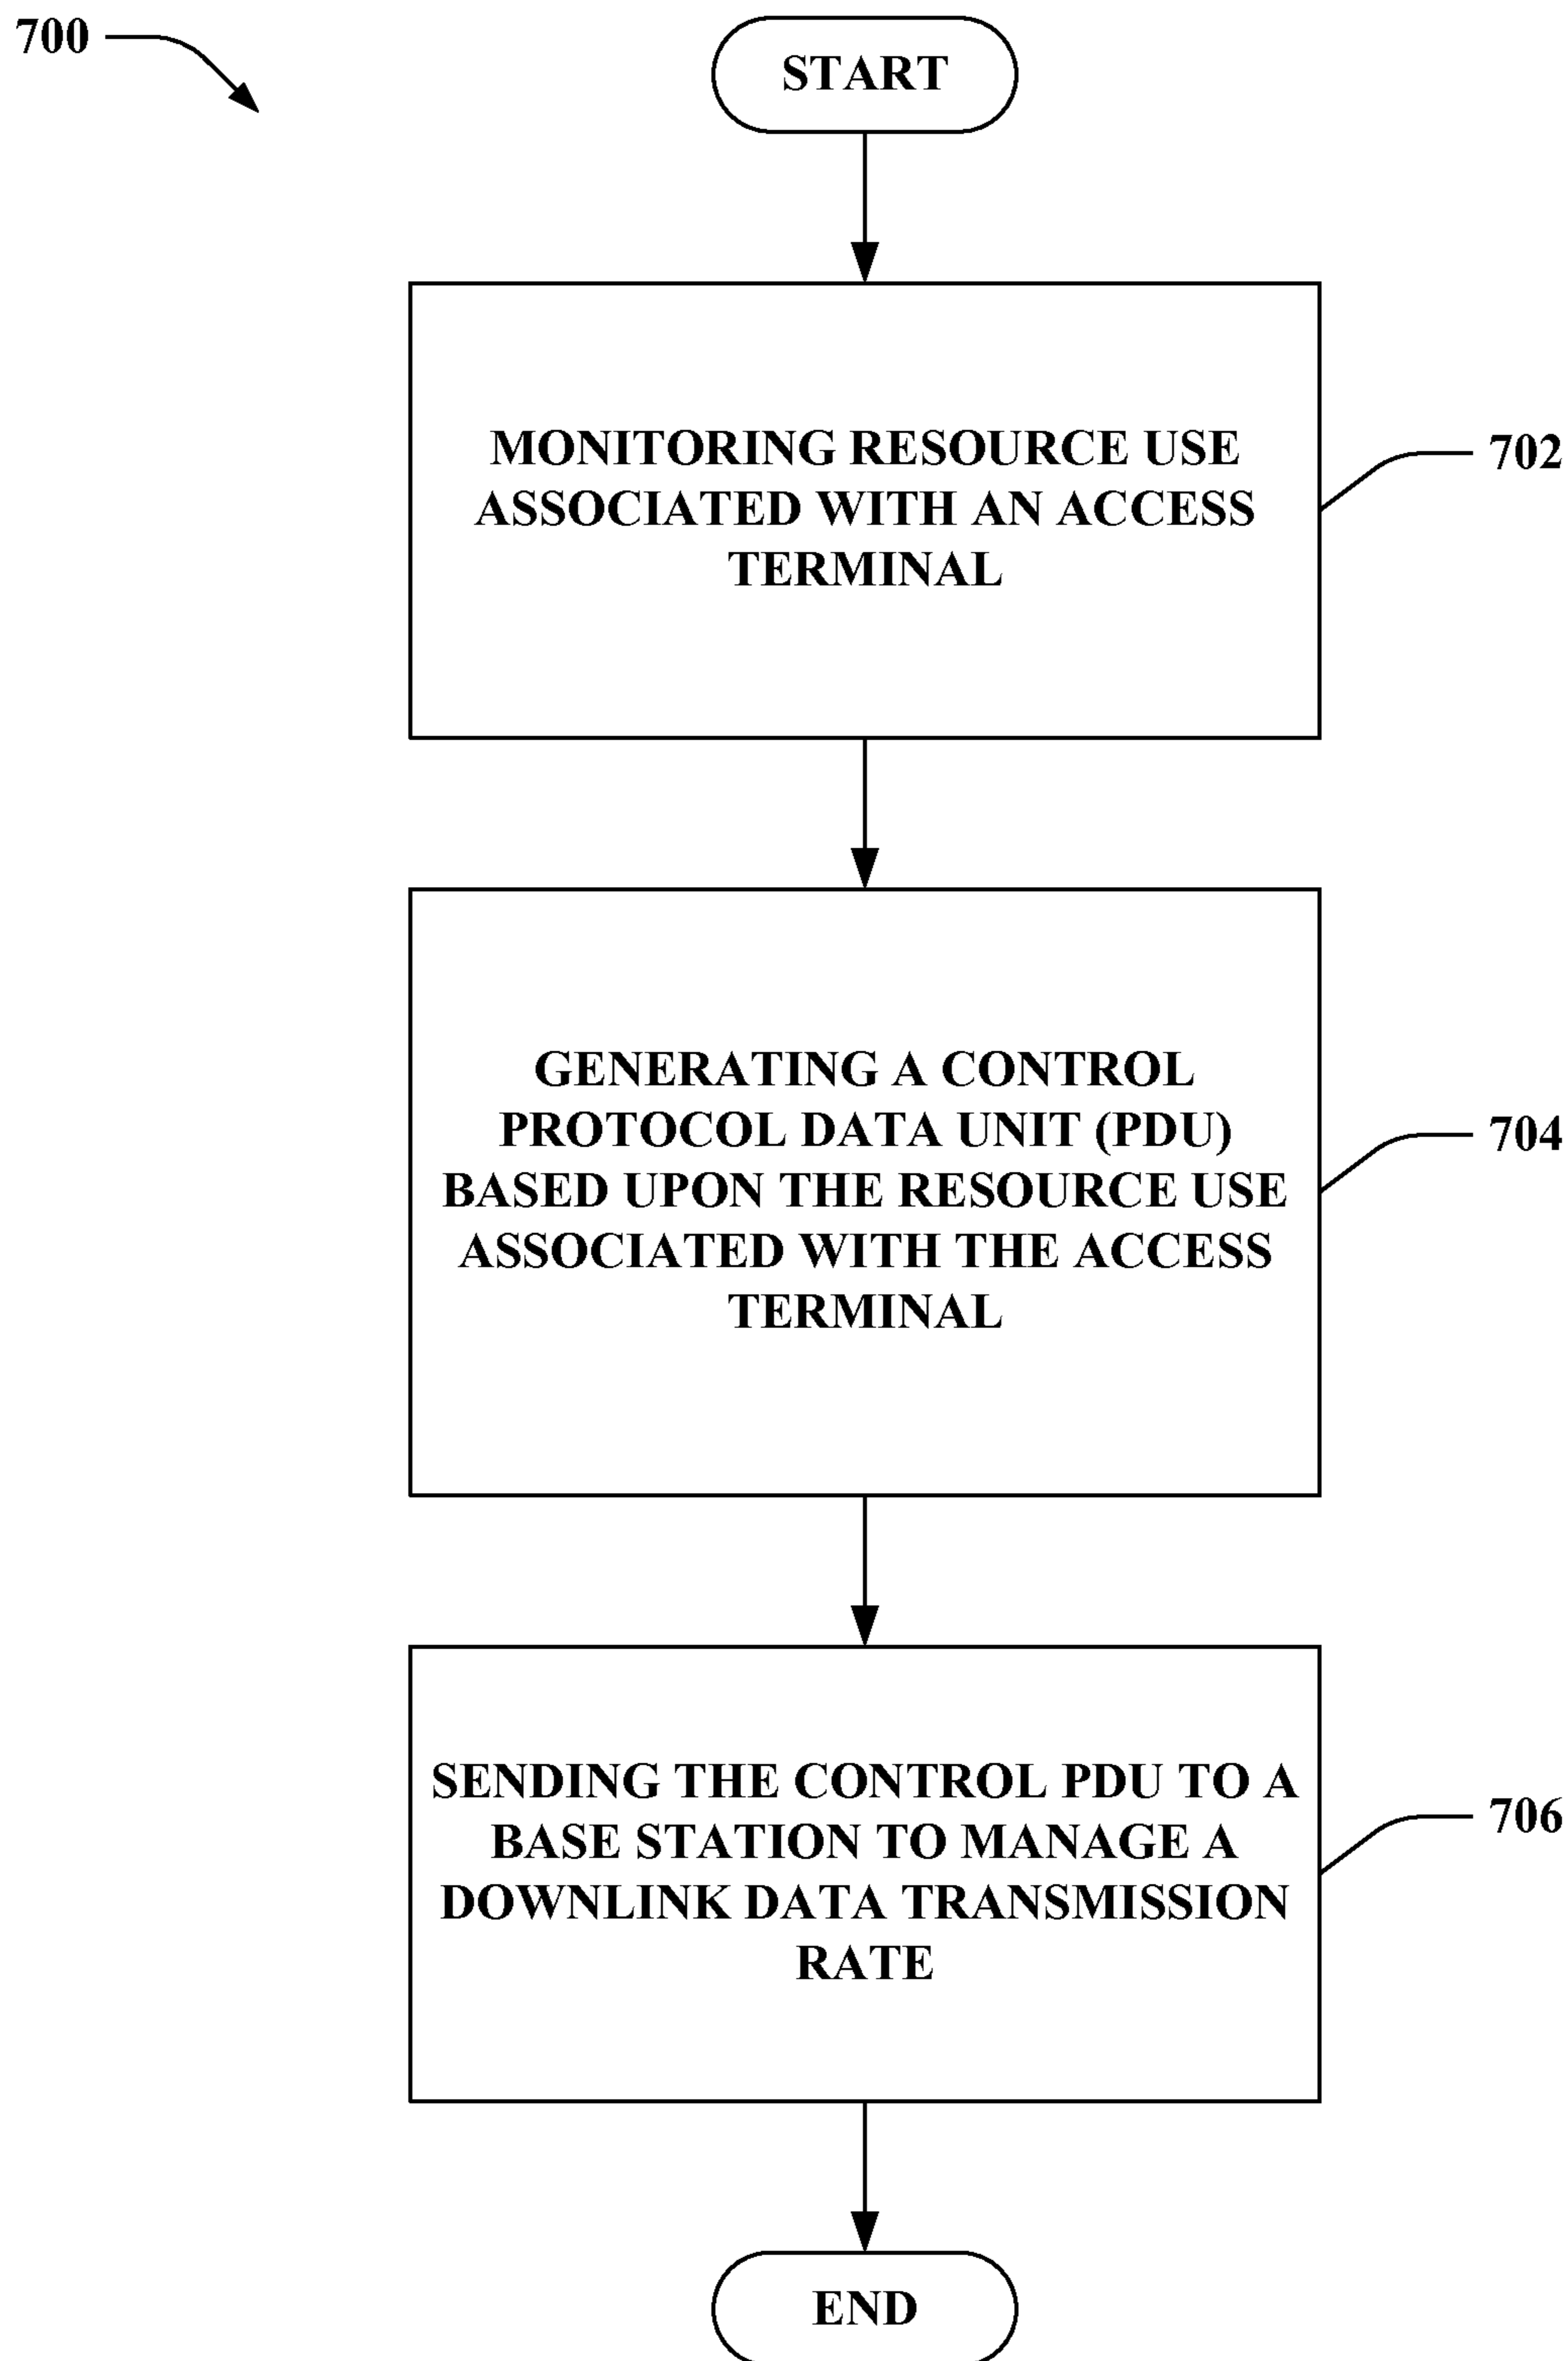 700
START
MONITORING RESOURCE USE
ASSOCIATED WITH AN ACCESS
TERMINAL
702
GENERATING A CONTROL
PROTOCOL DATA UNIT (PDU)
BASED UPON THE RESOURCE USE
ASSOCIATED WITH THE ACCESS
TERMINAL
704
SENDING THE CONTROL PDU TO A
BASE STATION TO MANAGE A
DOWNLINK DATA TRANSMISSION
RATE
706
END